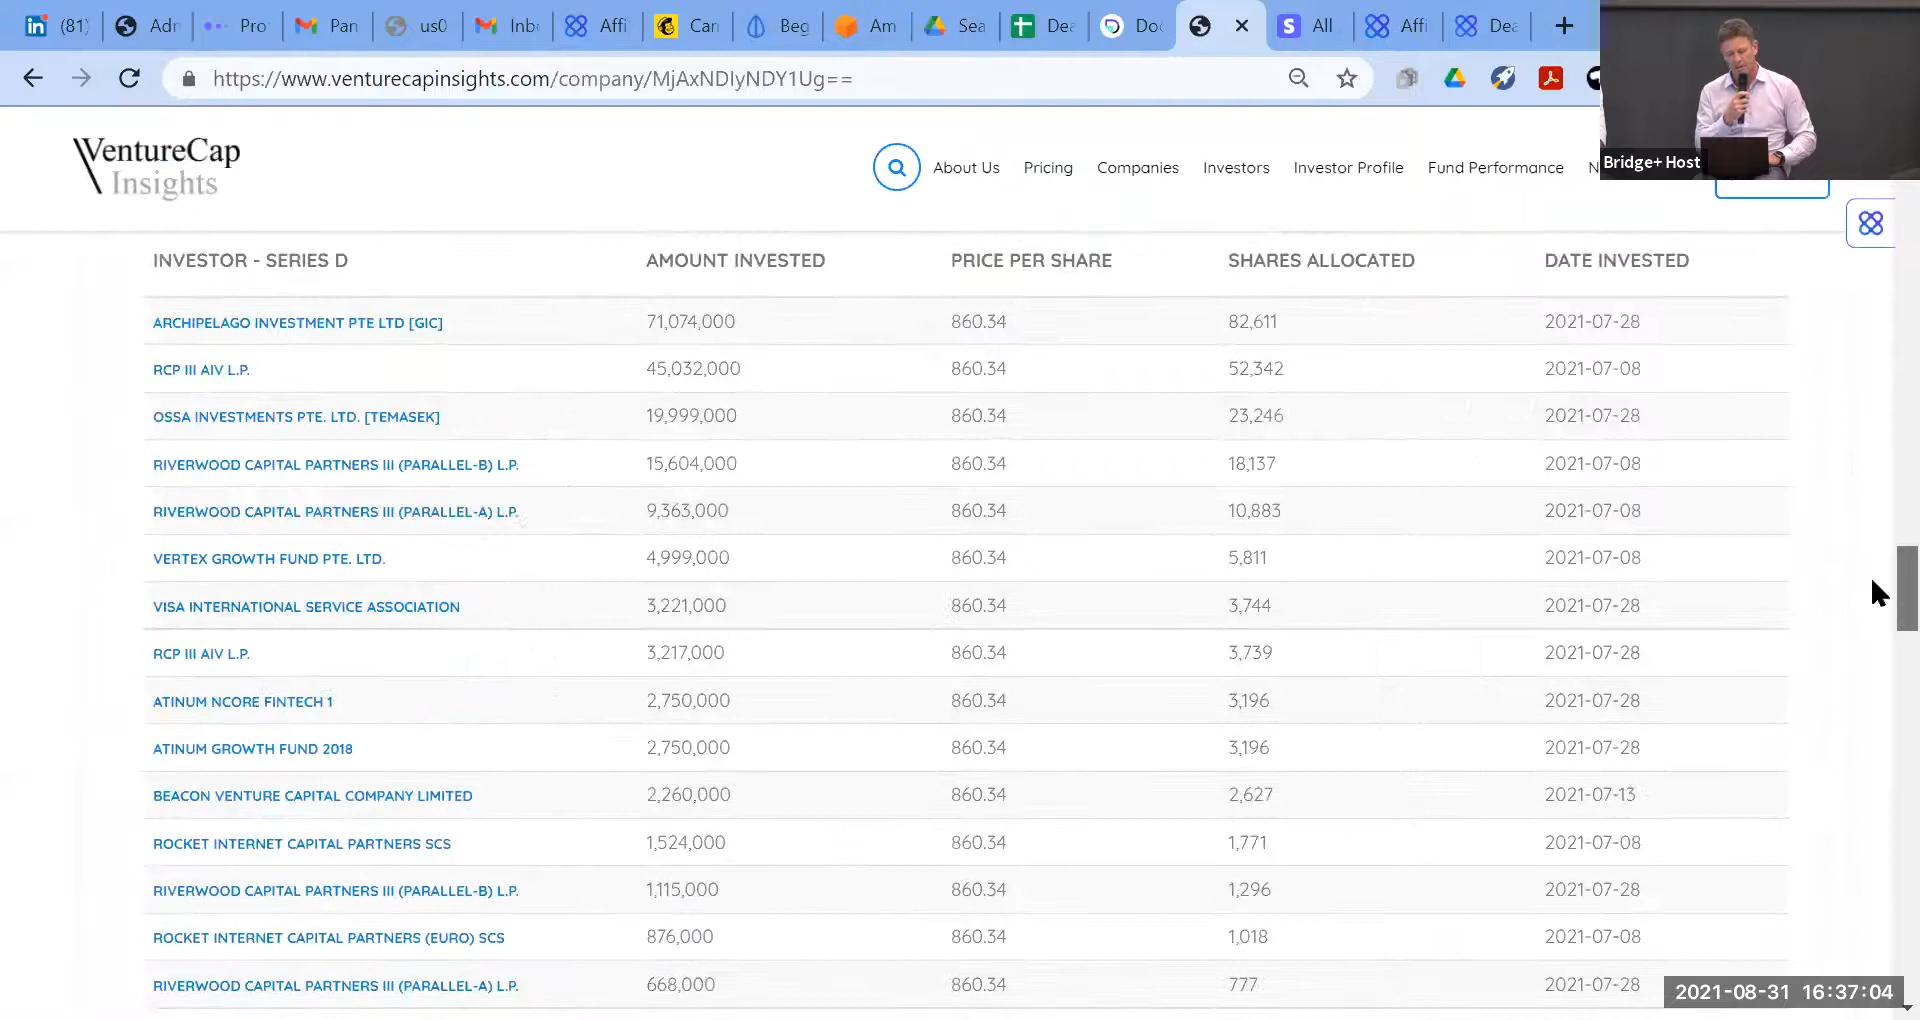 (81) Adr Pro Pan us0 Inb Affi Can Beg Am Sea Dea Do All Affi Dea
https://www.venturecapinsights.com/company/MjAxNDIyNDY1Ug==
VentureCap
Insights
About Us Pricing Companies Investors Investor Profile Fund Performance N
Bridge+ Host
INVESTOR - SERIES D AMOUNT INVESTED PRICE PER SHARE SHARES ALLOCATED DATE INVESTED
ARCHIPELAGO INVESTMENT PTE LTD [GIC] 71,074,000 860.34 82,611 2021-07-28
RCP III AIV L.P. 45,032,000 860.34 52,342 2021-07-08
OSSA INVESTMENTS PTE. LTD. [TEMASEK] 19,999,000 860.34 23,246 2021-07-28
RIVERWOOD CAPITAL PARTNERS III (PARALLEL-B) L.P. 15,604,000 860.34 18,137 2021-07-08
RIVERWOOD CAPITAL PARTNERS III (PARALLEL-A) L.P. 9,363,000 860.34 10,883 2021-07-08
VERTEX GROWTH FUND PTE. LTD. 4,999,000 860.34 5,811 2021-07-08
VISA INTERNATIONAL SERVICE ASSOCIATION 3,221,000 860.34 3,744 2021-07-28
RCP III AIV L.P. 3,217,000 860.34 3,739 2021-07-28
ATINUM NCORE FINTECH 1 2,750,000 860.34 3,196 2021-07-28
ATINUM GROWTH FUND 2018 2,750,000 860.34 3,196 2021-07-28
BEACON VENTURE CAPITAL COMPANY LIMITED 2,260,000 860.34 2,627 2021-07-13
ROCKET INTERNET CAPITAL PARTNERS SCS 1,524,000 860.34 1,771 2021-07-08
RIVERWOOD CAPITAL PARTNERS III (PARALLEL-B) L.P. 1,115,000 860.34 1,296 2021-07-28
ROCKET INTERNET CAPITAL PARTNERS (EURO) SCS 876,000 860.34 1,018 2021-07-08
RIVERWOOD CAPITAL PARTNERS III (PARALLEL-A) L.P. 668,000 860.34 777 2021-07-28
2021-08-31 16:37:04